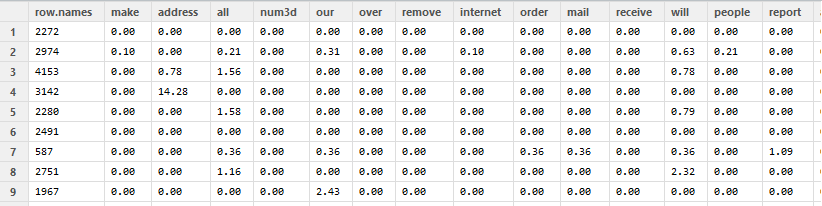 row.names make address all num3d our over remove internet order mail receive will people report
1 2272 0.00 0.00 0.00 0.00 0.00 0.00 0.00 0.00 0.00 0.00 0.00 0.00 0.00 0.00
2 2974 0.10 0.00 0.21 0.00 0.31 0.00 0.00 0.10 0.00 0.00 0.00 0.63 0.21 0.00
3 4153 0.00 0.78 1.56 0.00 0.00 0.00 0.00 0.00 0.00 0.00 0.00 0.78 0.00 0.00
4 3142 0.00 14.28 0.00 0.00 0.00 0.00 0.00 0.00 0.00 0.00 0.00 0.00 0.00 0.00
5 2280 0.00 0.00 1.58 0.00 0.00 0.00 0.00 0.00 0.00 0.00 0.00 0.79 0.00 0.00
6 2491 0.00 0.00 0.00 0.00 0.00 0.00 0.00 0.00 0.00 0.00 0.00 0.00 0.00 0.00
7 587 0.00 0.00 0.36 0.00 0.36 0.00 0.00 0.00 0.36 0.36 0.00 0.36 0.00 1.09
8 2751 0.00 0.00 1.16 0.00 0.00 0.00 0.00 0.00 0.00 0.00 0.00 2.32 0.00 0.00
9 1967 0.00 0.00 0.00 0.00 2.43 0.00 0.00 0.00 0.00 0.00 0.00 0.00 0.00 0.00